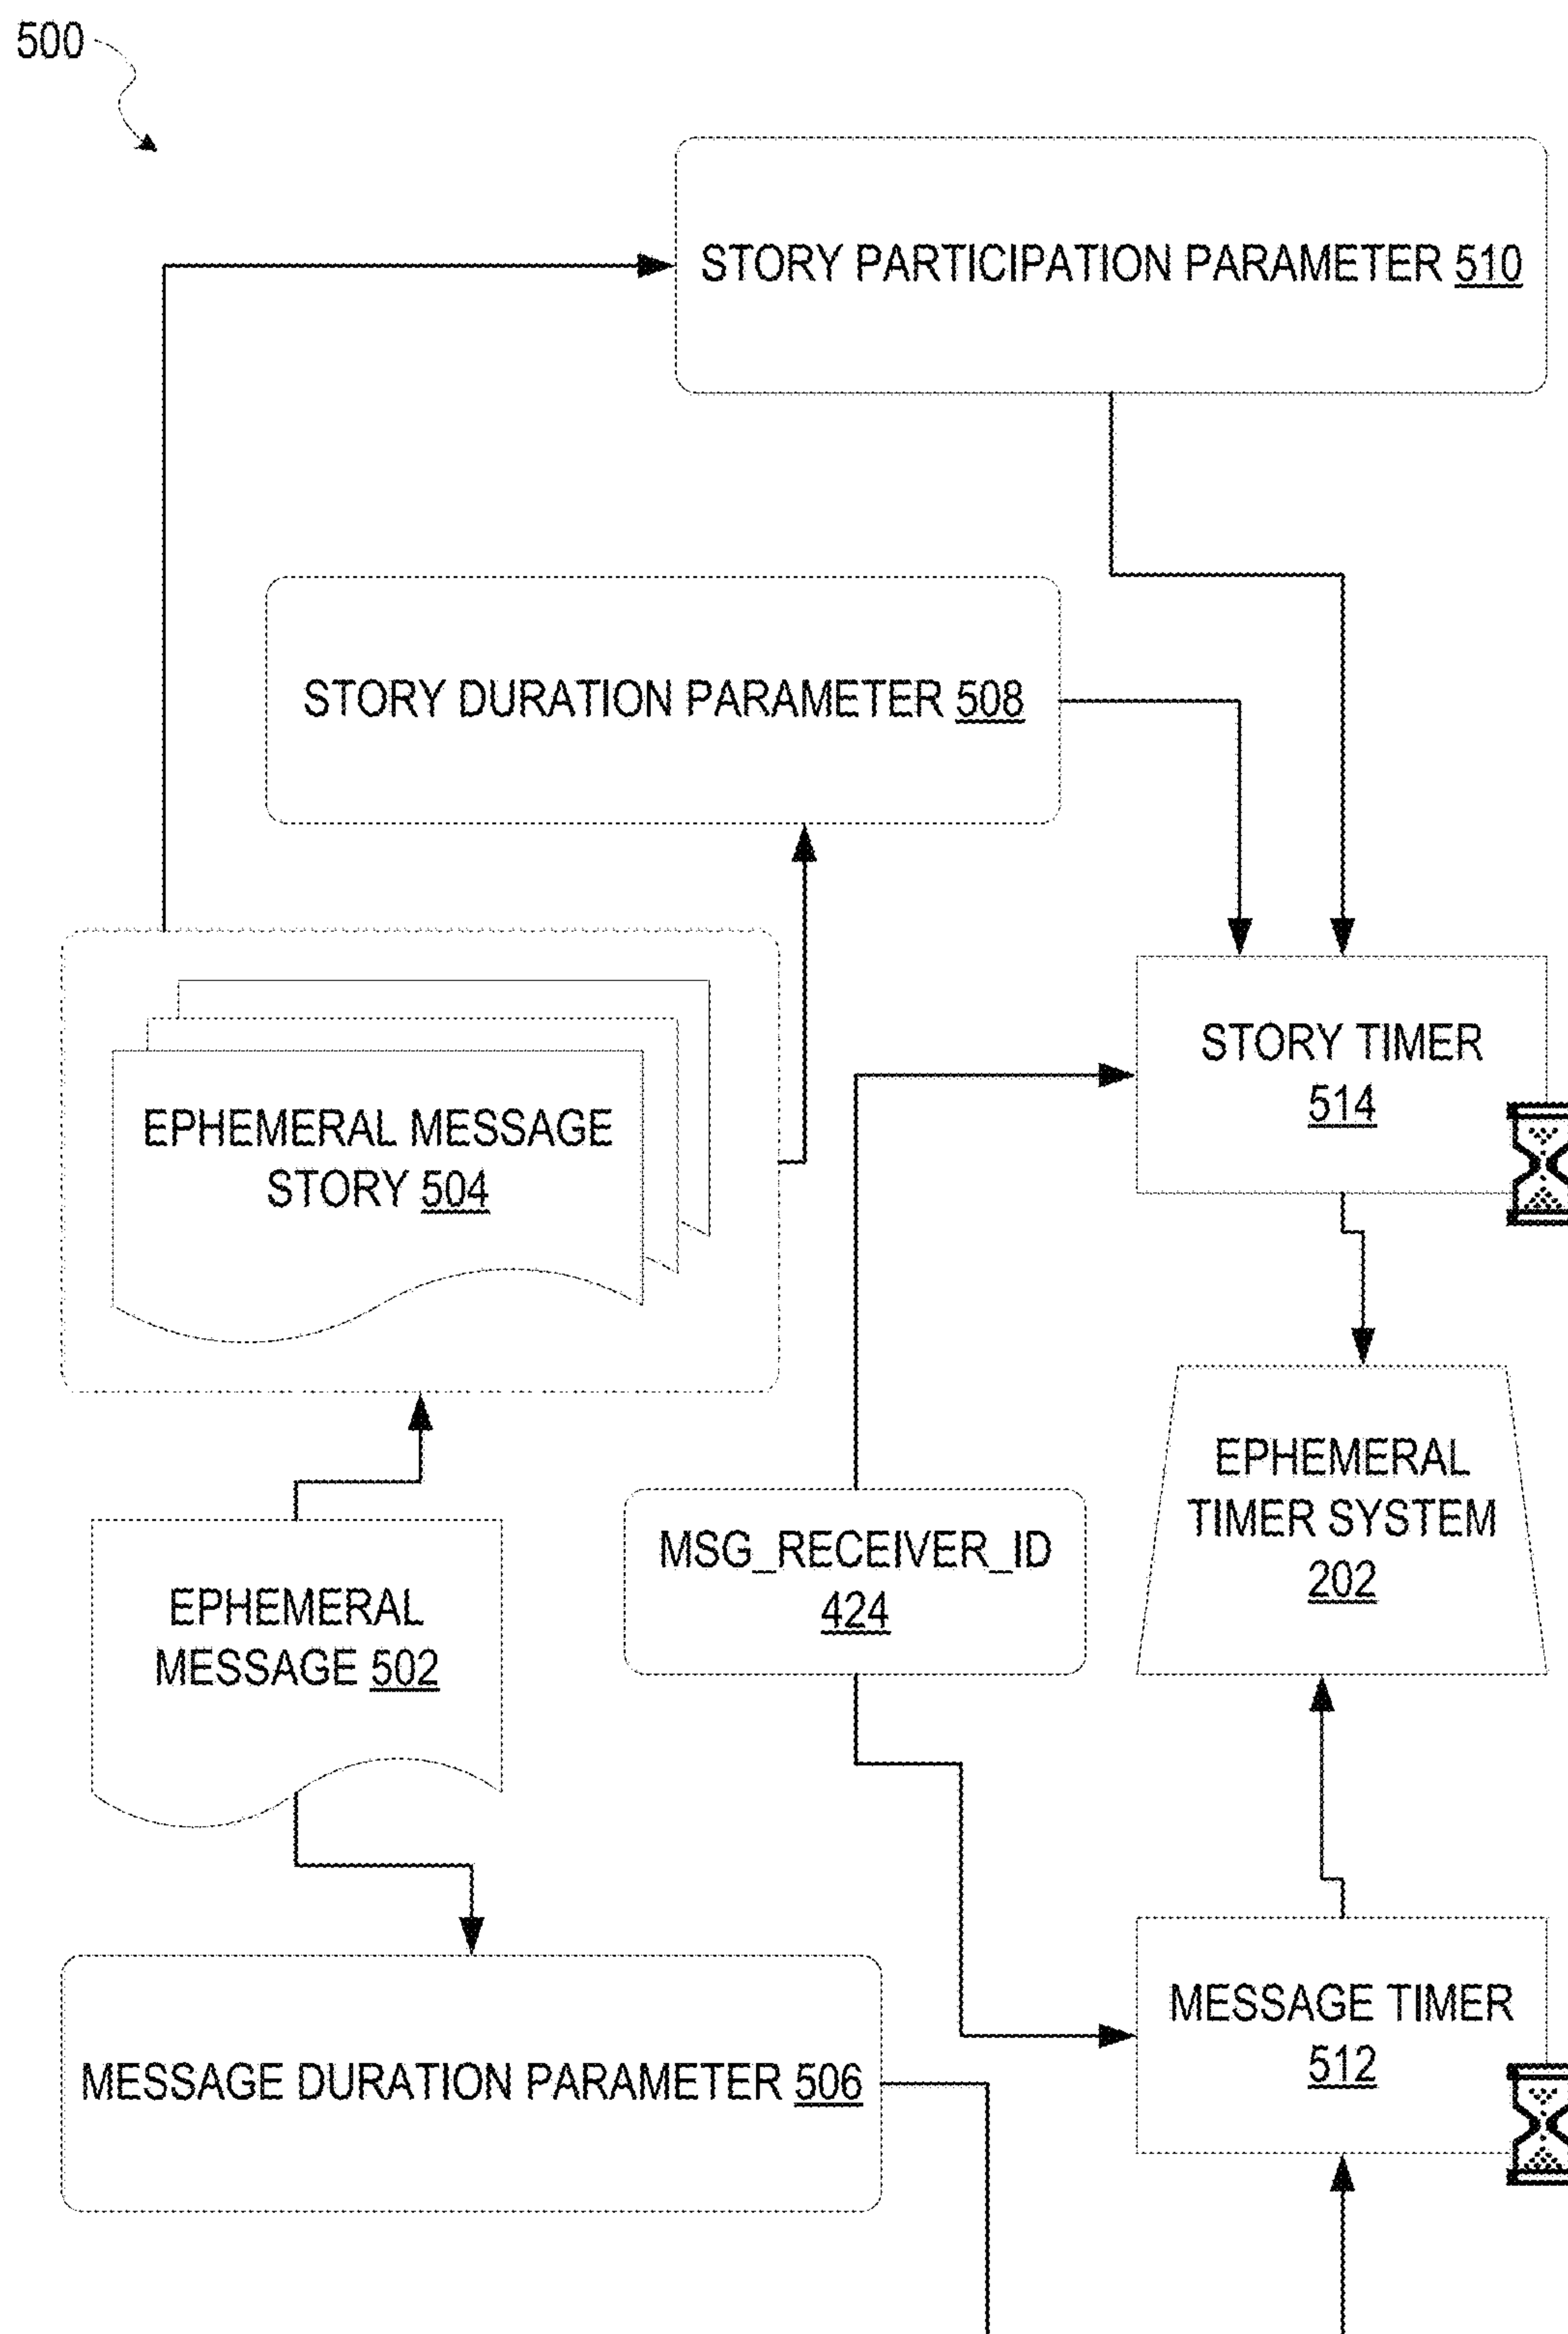 500
STORY PARTICIPATION PARAMETER 510
STORY DURATION PARAMETER 508
STORY TIMER
514
EPHEMERAL MESSAGE
STORY 504
EPHEMERAL
TIMER SYSTEM
202
MSG_RECEIVER_ID
424
EPHEMERAL
MESSAGE 502
MESSAGE TIMER
512
MESSAGE DURATION PARAMETER 506